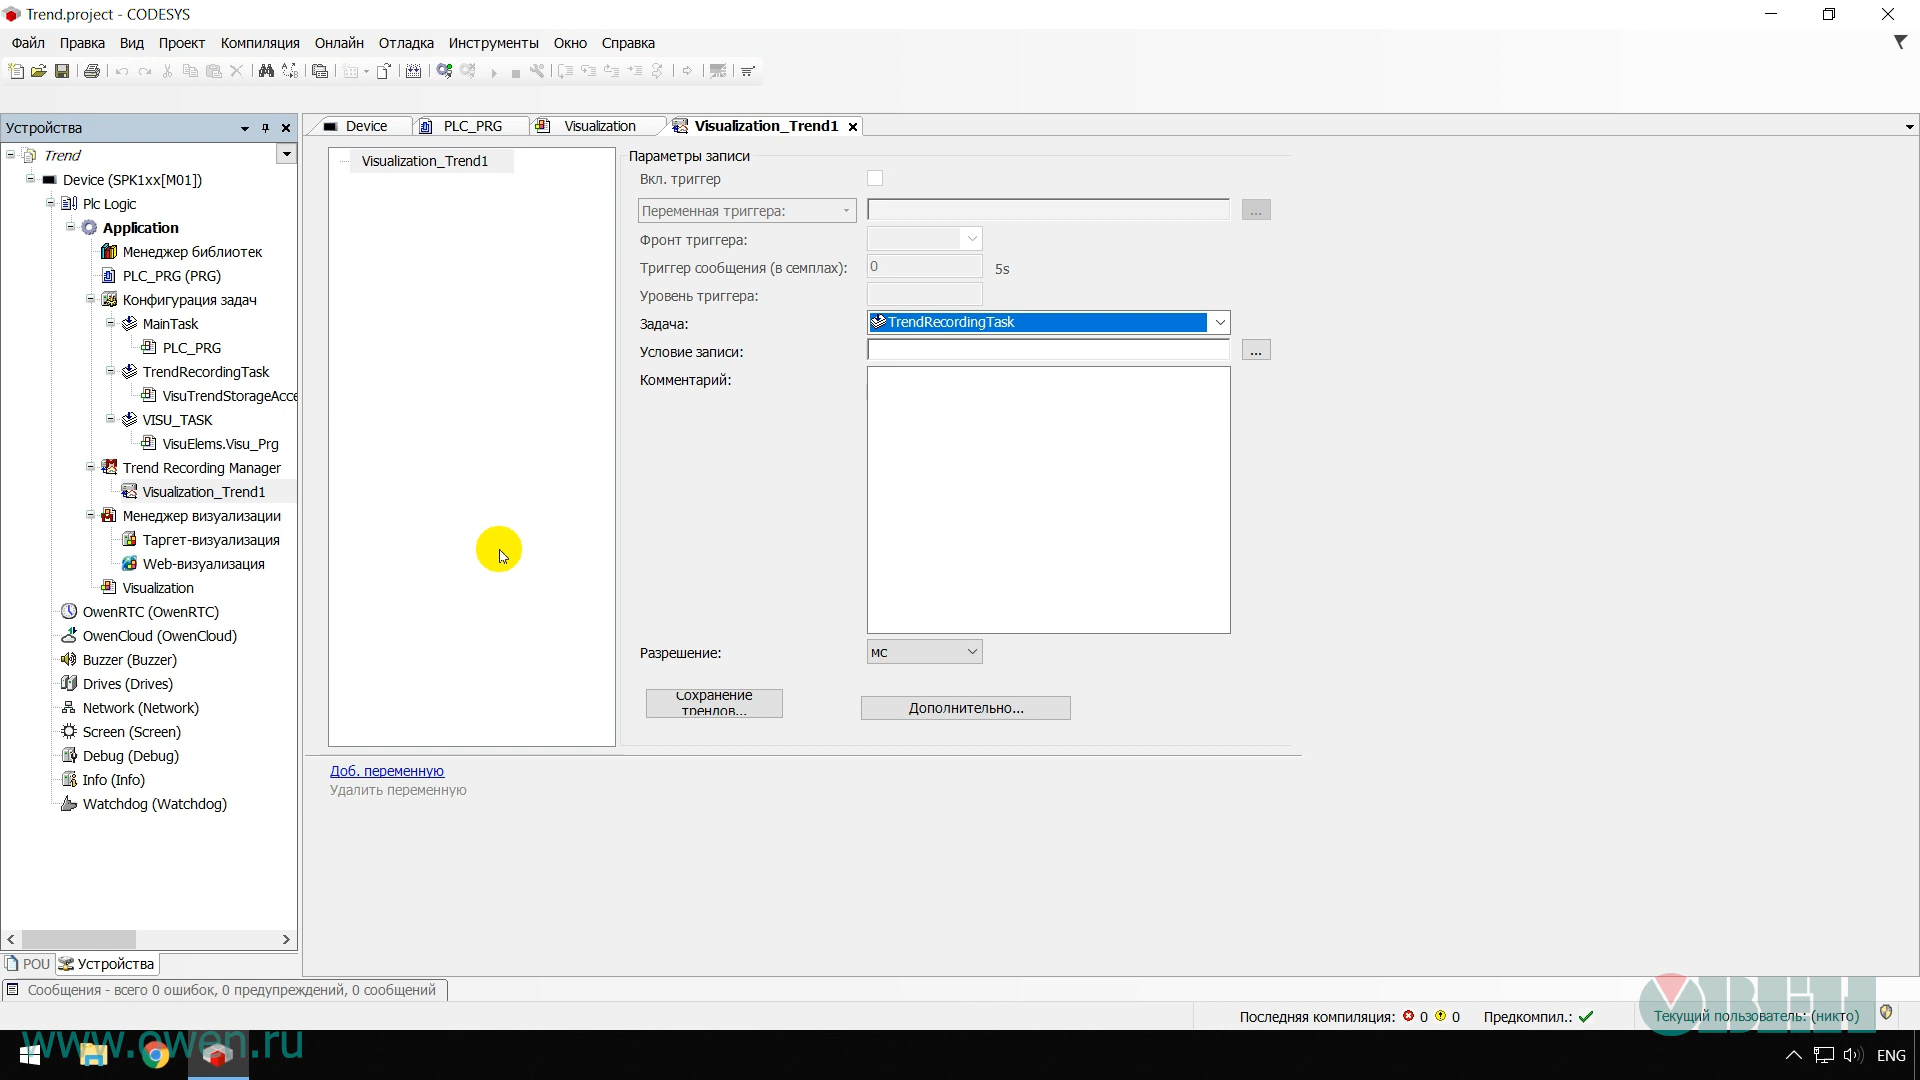 Trend.project - CODESYS
Файл Правка Вид Проект Компиляция Онлайн Отладка Инструменты Окно Справка
Устройства
Device PLC_PRG Visualization Visualization_Trend1
Trend
Device (SPK1xx[M01])
Plc Logic
Application
Менеджер библиотек
PLC_PRG (PRG)
Конфигурация задач
MainTask
PLC_PRG
TrendRecordingTask
VisuTrendStorageAcce
VISU_TASK
VisuElems.Visu_Prg
Trend Recording Manager
Visualization_Trend1
Менеджер визуализации
Таргет-визуализация
Web-визуализация
Visualization
OwenRTC (OwenRTC)
OwenCloud (OwenCloud)
Buzzer (Buzzer)
Drives (Drives)
Network (Network)
Screen (Screen)
Debug (Debug)
Info (Info)
Watchdog (Watchdog)
POU Устройства
Visualization_Trend1
Параметры записи
Вкл. триггер
Переменная триггера: ...
Фронт триггера:
Триггер сообщения (в семплах): 0 5s
Уровень триггера:
Задача: TrendRecordingTask
Условие записи: ...
Комментарий:
Разрешение: мс
Сохранение
трендов...
Дополнительно...
Доб. переменную
Удалить переменную
Сообщения - всего 0 ошибок, 0 предупреждений, 0 сообщений
Последняя компиляция: 0 0 Предкомпил.: Текущий пользователь: (никто)
ОВЕН
www.owen.ru
ENG